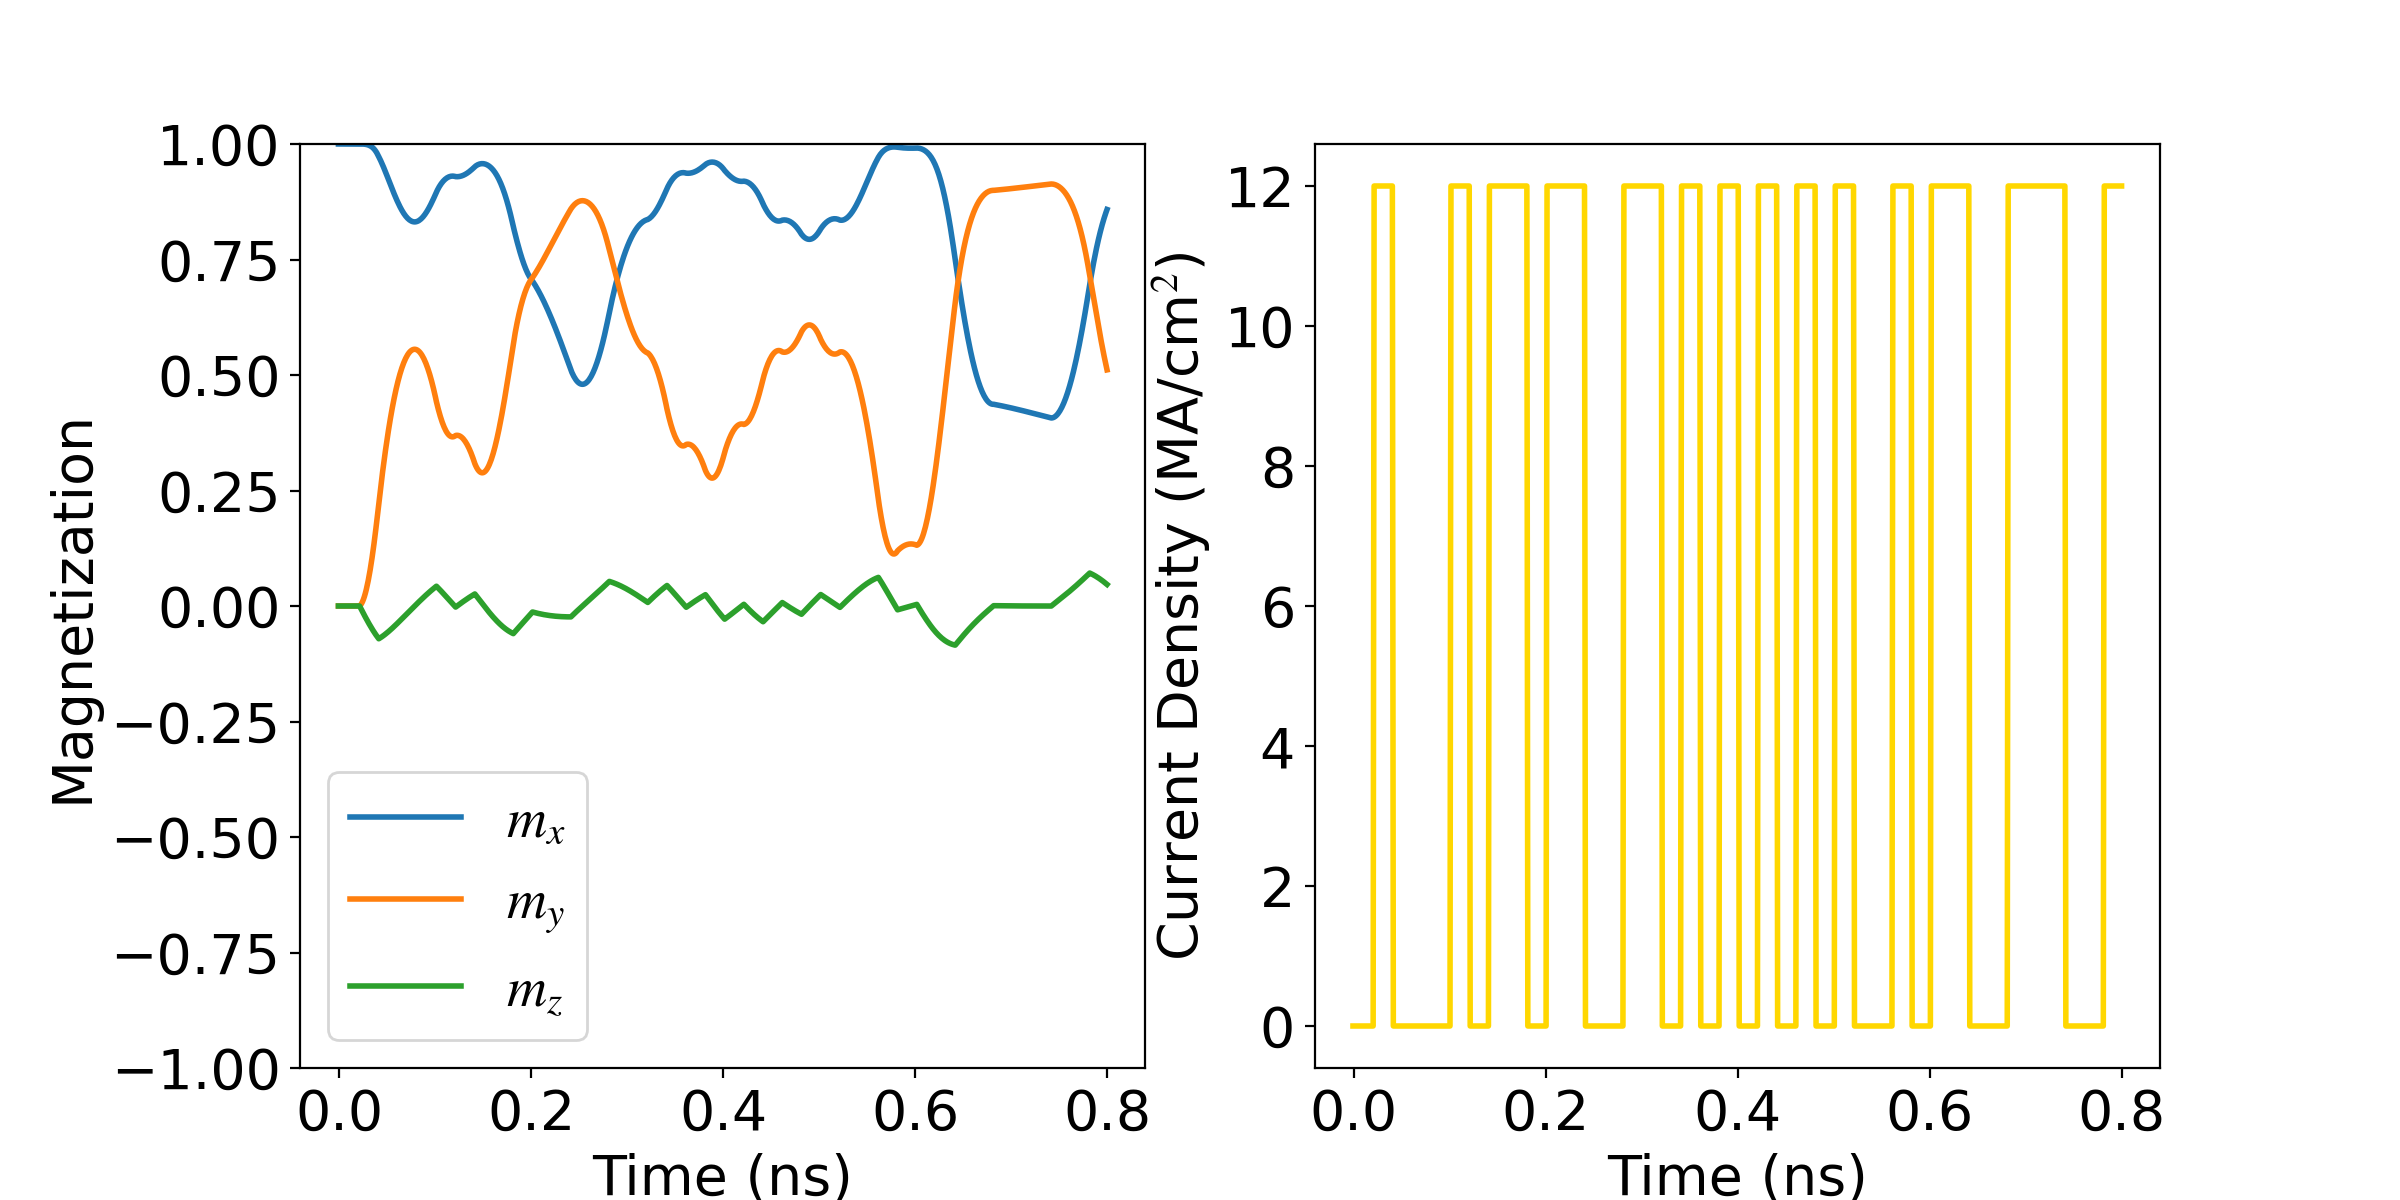 1.00
0.75
0.50
0.25
0.00
−0.25
−0.50
−0.75
−1.00
Magnetization
m_x
m_y
m_z
0.0 0.2 0.4 0.6 0.8
Time (ns)
12
10
8
6
4
2
0
Current Density (MA/cm²)
0.0 0.2 0.4 0.6 0.8
Time (ns)